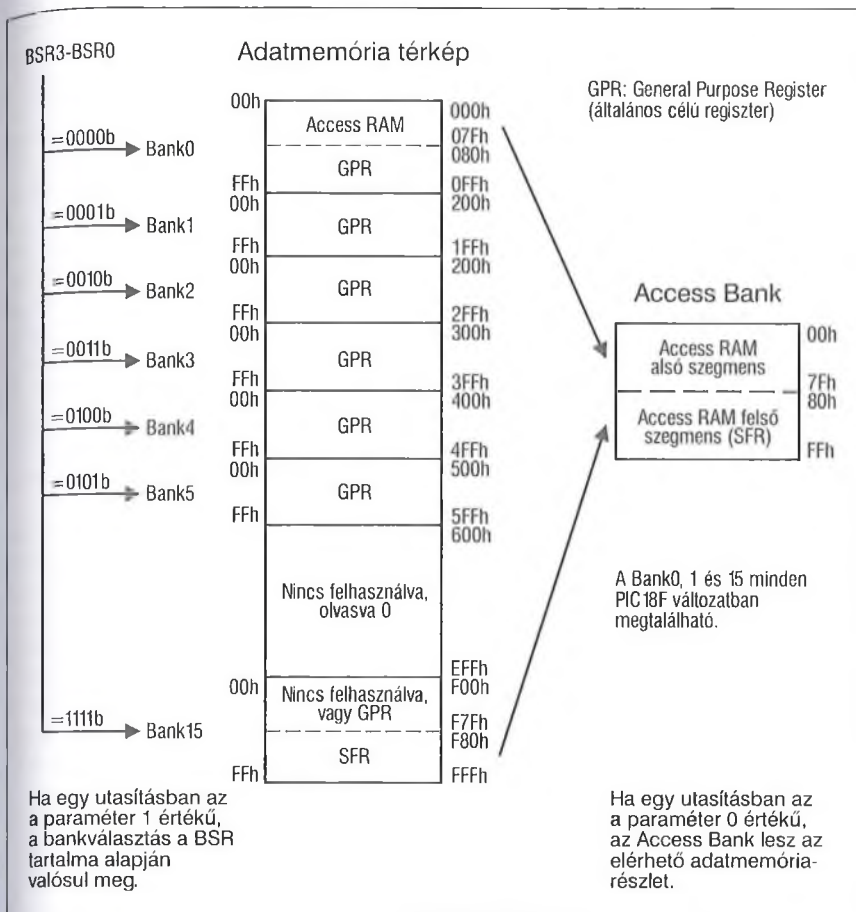 BSR3-BSR0
Adatmemória térkép
GPR: General Purpose Register
(általános célú regiszter)
00h
Access RAM
000h
07Fh
=0000b
Bank0
080h
GPR
FFh
0FFh
00h
200h
=0001b
Bank1
GPR
FFh
1FFh
00h
200h
=0010b
Bank2
GPR
FFh
2FFh
00h
300h
=0011b
Bank3
GPR
FFh
3FFh
00h
400h
=0100b
Bank4
GPR
FFh
4FFh
00h
500h
=0101b
Bank5
GPR
FFh
5FFh
600h
Nincs felhasználva,
olvasva 0
EFFh
00h
F00h
Nincs felhasználva,
vagy GPR
F7Fh
=1111b
Bank15
F80h
SFR
FFh
FFFh
Access Bank
Access RAM
alsó szegmens
00h
7Fh
80h
Access RAM felső
szegmens (SFR)
FFh
A Bank0, 1 és 15 minden
PIC18F változatban
megtalálható.
Ha egy utasításban az
a paraméter 1 értékű,
a bankválasztás a BSR
tartalma alapján
valósul meg.
Ha egy utasításban az
a paraméter 0 értékű,
az Access Bank lesz az
elérhető adatmemória-
részlet.